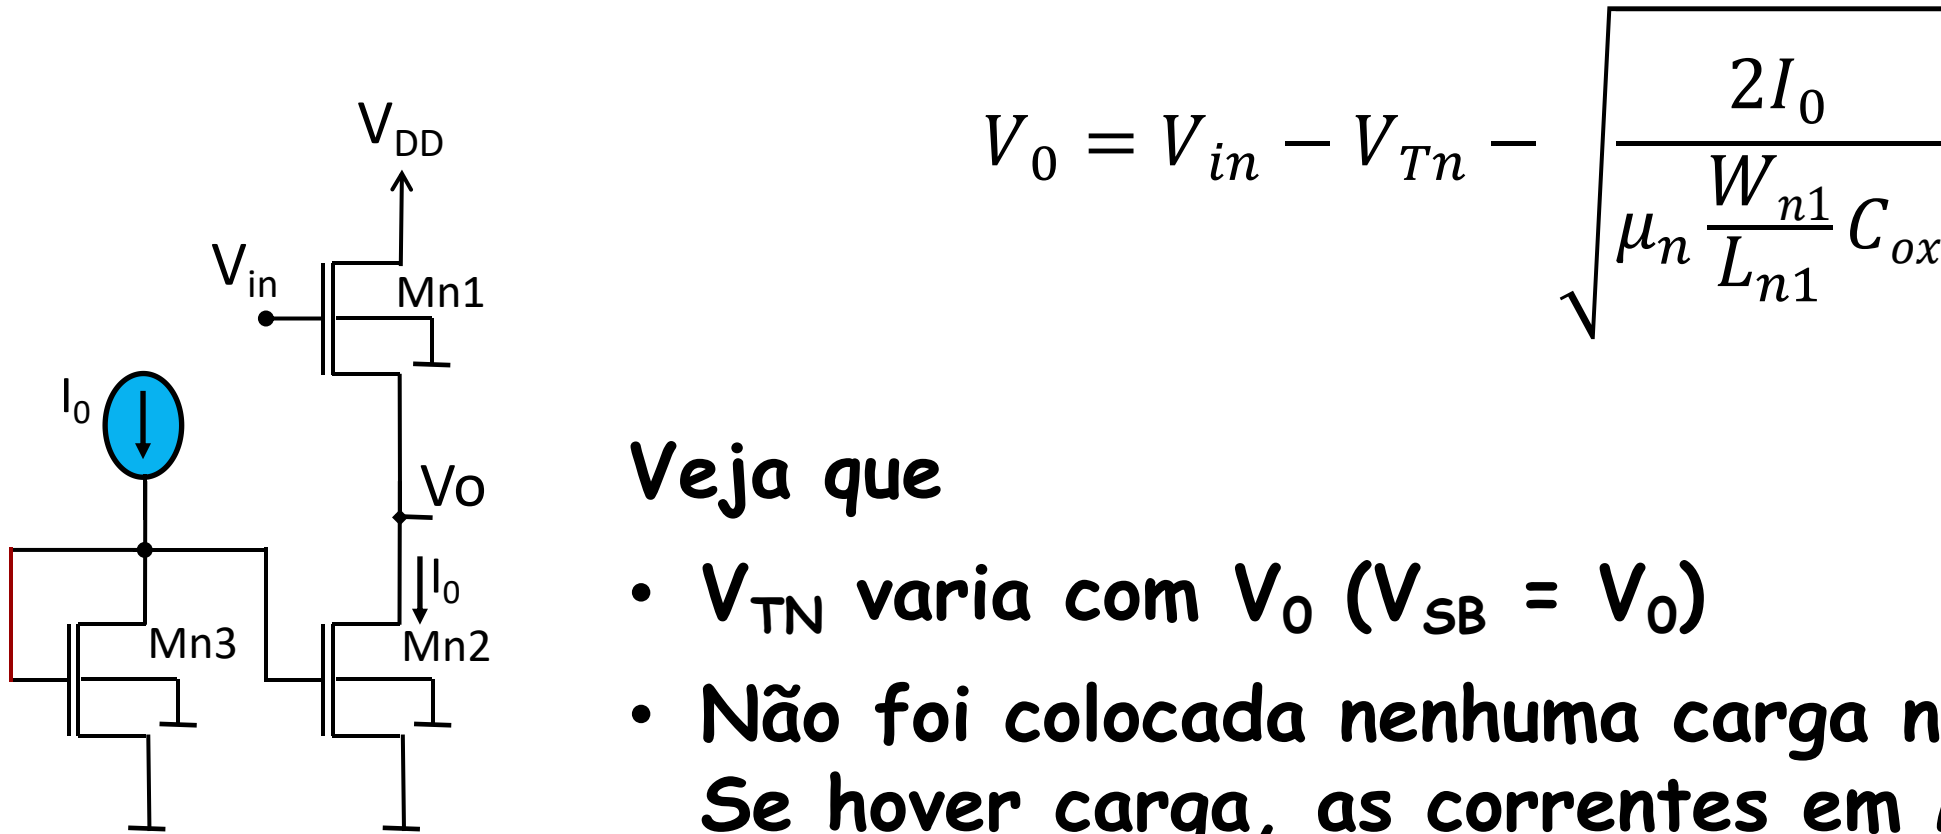 V_DD
V_in
Mn1
I_0
Vo
I_0
Mn3
Mn2
V_0 = V_in − V_Tn − √(2I_0 / (μ_n (W_n1 / L_n1) C_ox
Veja que
• V_TN varia com V_0 (V_SB = V_0)
• Não foi colocada nenhuma carga n
Se hover carga, as correntes em